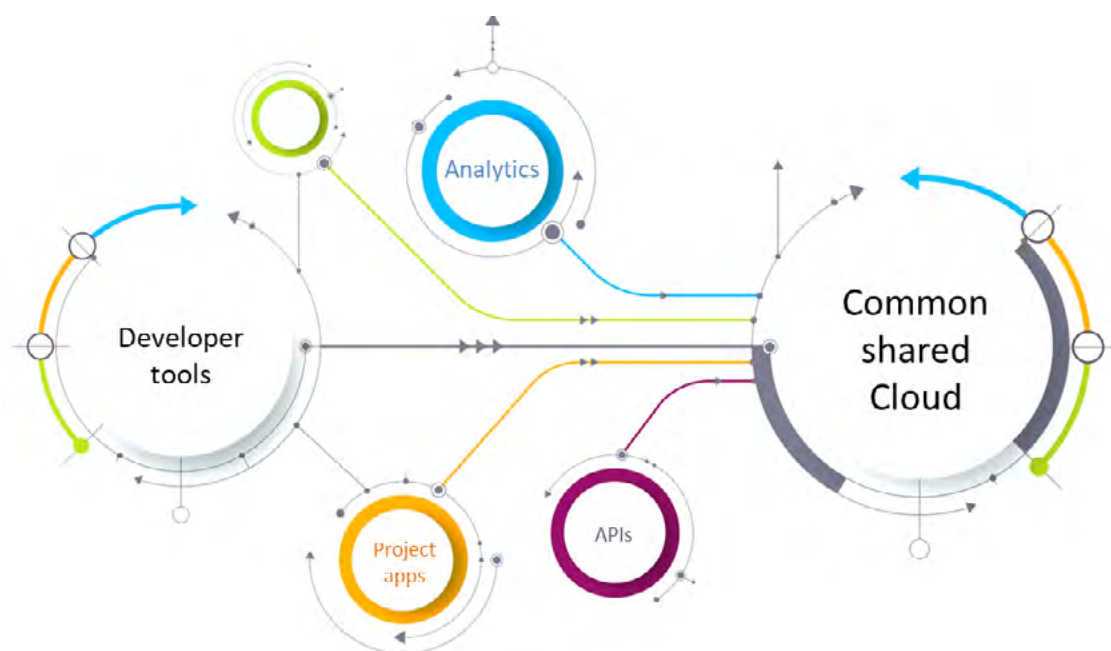 Analytics
Developer
tools
Common
shared
Cloud
Project
apps
APIs